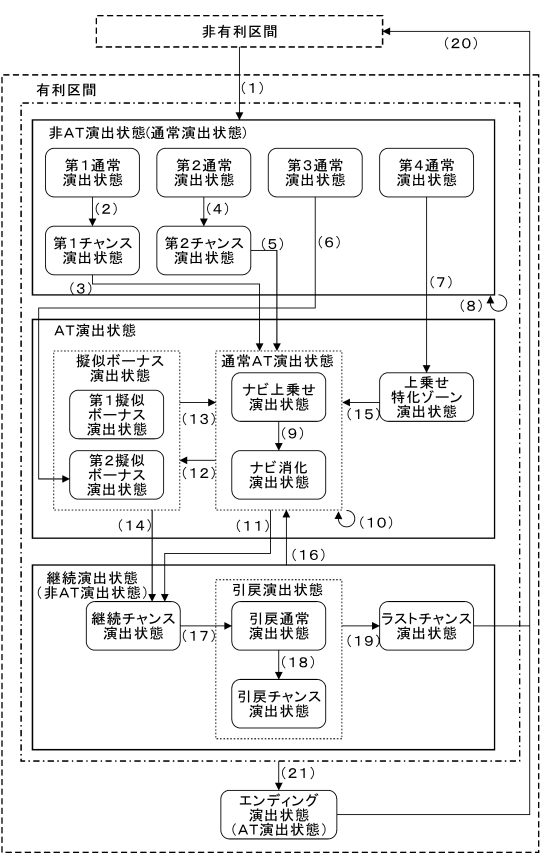 非有利区間
(20)
(1)
有利区間
非AT演出状態(通常演出状態)
第1通常
演出状態
第2通常
演出状態
第3通常
演出状態
第4通常
演出状態
(2)
(4)
第1チャンス
演出状態
第2チャンス
演出状態
(5)
(6)
(3)
(7)
(8)
AT演出状態
擬似ボーナス
演出状態
通常AT演出状態
第1擬似
ボーナス
演出状態
ナビ上乗せ
演出状態
上乗せ
特化ゾーン
演出状態
(13)
(15)
(9)
第2擬似
ボーナス
演出状態
(12)
ナビ消化
演出状態
(14)
(11)
(10)
(16)
継続演出状態
(非AT演出状態)
引戻演出状態
継続チャンス
演出状態
引戻通常
演出状態
ラストチャンス
演出状態
(17)
(19)
(18)
引戻チャンス
演出状態
(21)
エンディング
演出状態
(AT演出状態)